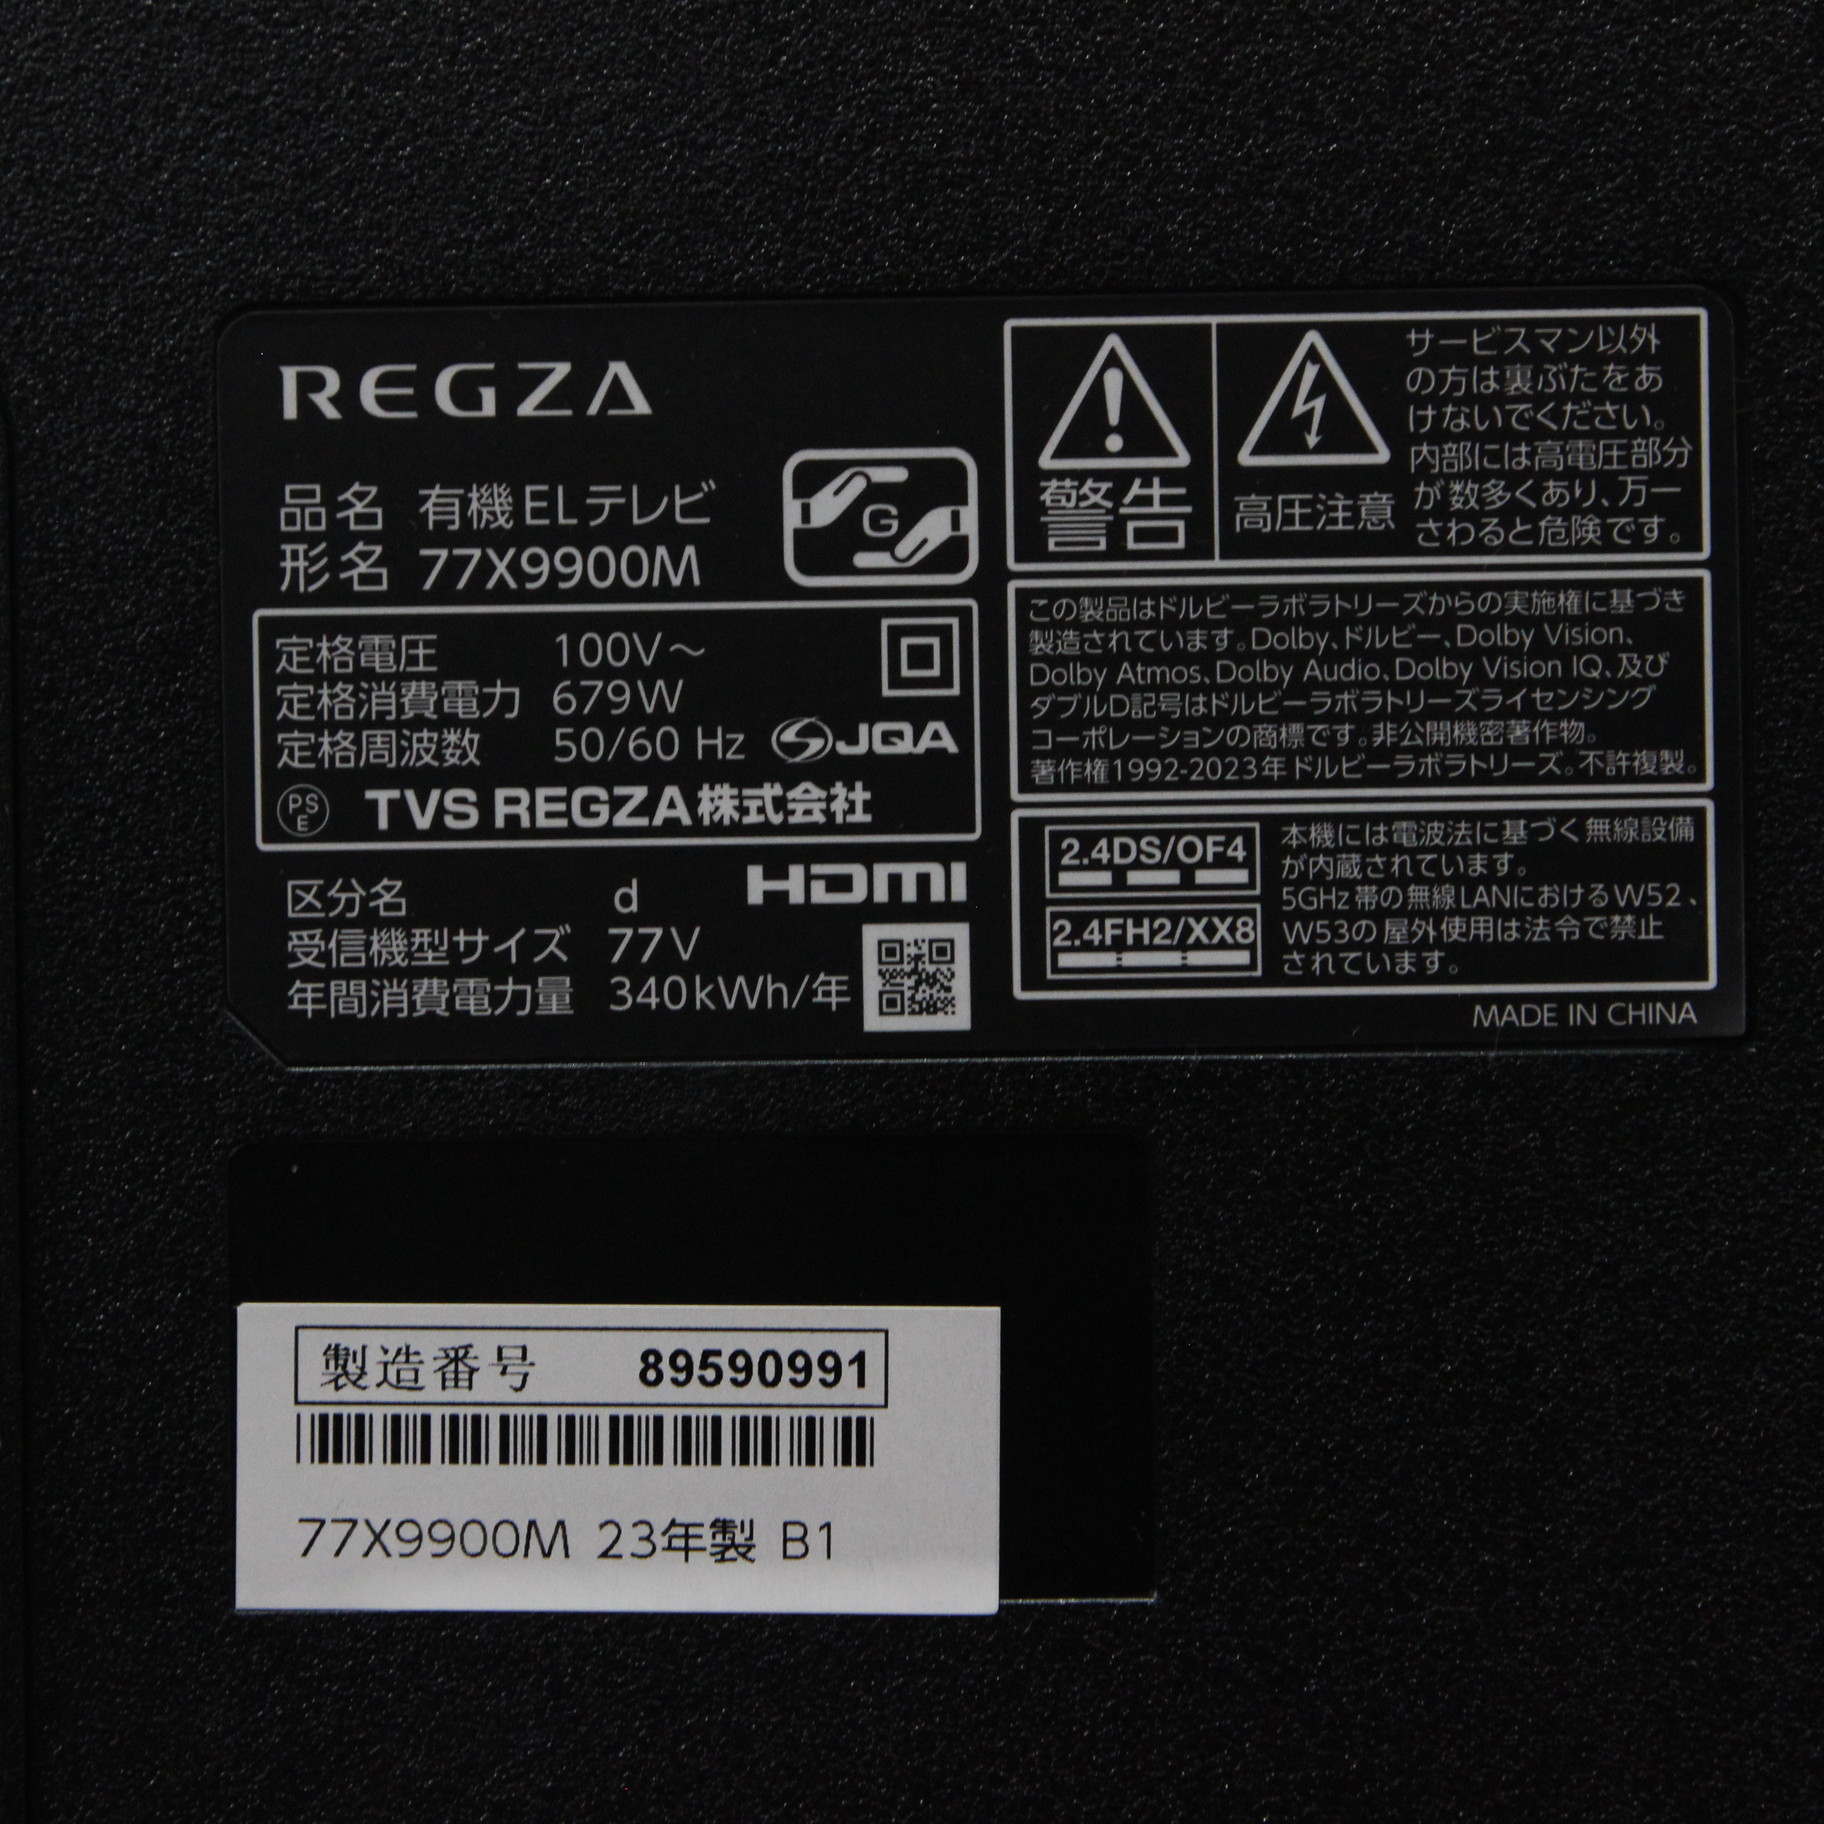 REGZA
品名 有機ELテレビ
形名 77X9900M
G
定格電圧 100V～
定格消費電力 679W
定格周波数 50/60 Hz JQA
PS
E
TVS REGZA株式会社
区分名 d HDMI
受信機型サイズ 77V
年間消費電力量 340kWh/年
警告
高圧注意
サービスマン以外
の方は裏ぶたをあ
けないでください。
内部には高電圧部分
が数多くあり、万一
さわると危険です。
この製品はドルビーラボラトリーズからの実施権に基づき
製造されています。Dolby、ドルビー、Dolby Vision、
Dolby Atmos、Dolby Audio、Dolby Vision IQ、及び
ダブルD記号はドルビーラボラトリーズライセンシング
コーポレーションの商標です。非公開機密著作物。
著作権1992-2023年ドルビーラボラトリーズ。不許複製。
2.4DS/OF4
2.4FH2/XX8
本機には電波法に基づく無線設備
が内蔵されています。
5GHz帯の無線LANにおけるW52、
W53の屋外使用は法令で禁止
されています。
MADE IN CHINA
製造番号 89590991
77X9900M 23年製 B1